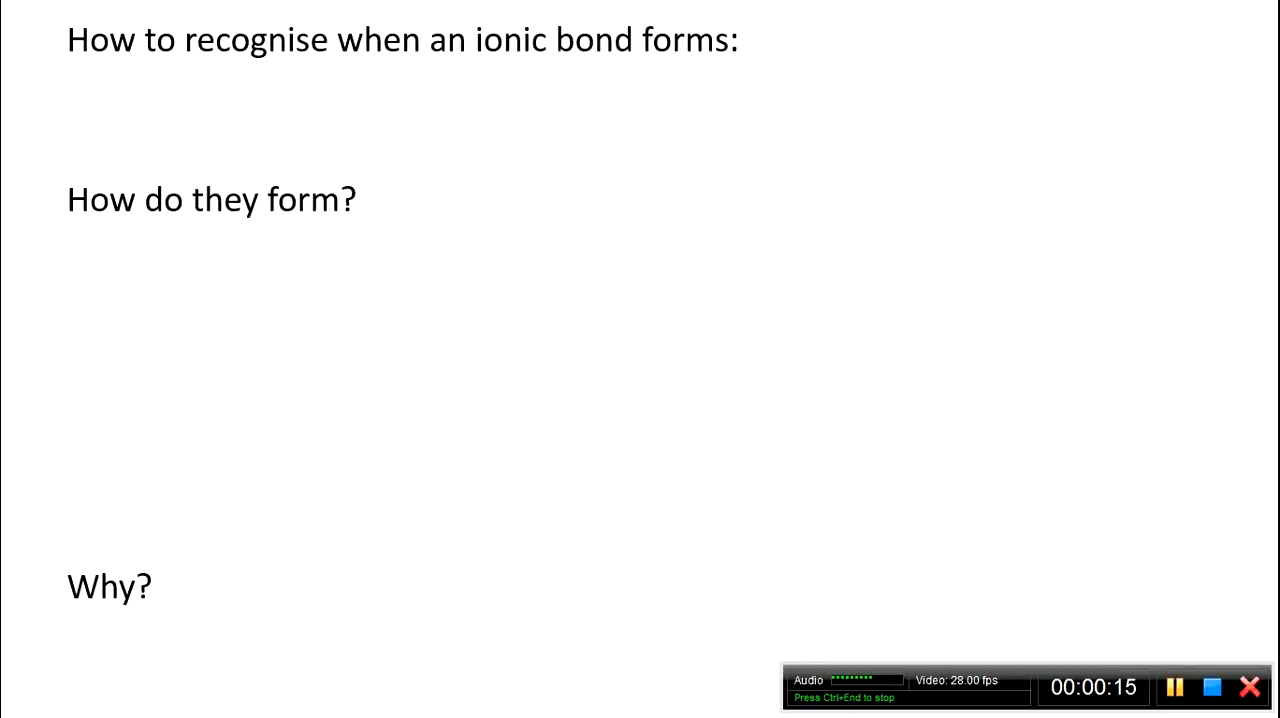 How to recognise when an ionic bond forms:
How do they form?
Why?
Audio
Video: 28.00 fps
00:00:15
Press Ctrl+End to stop